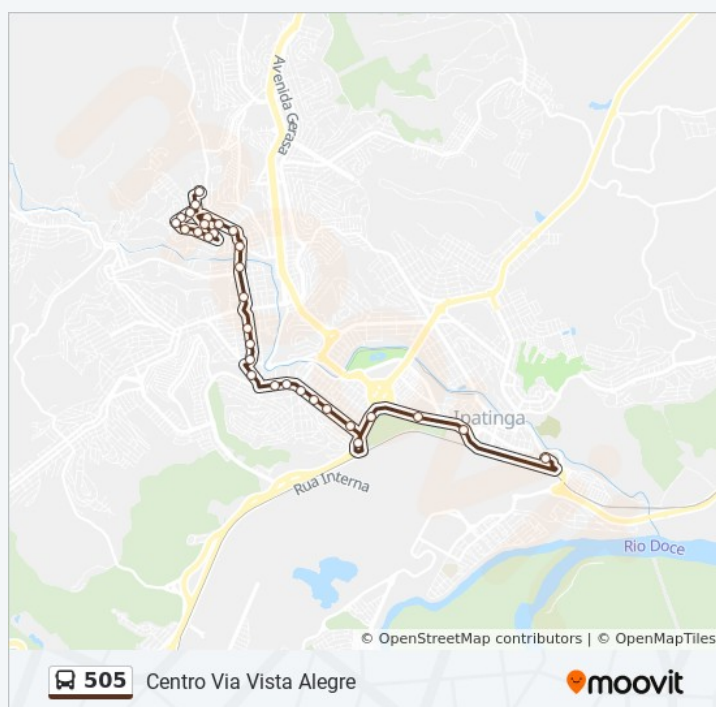 Avenida Gerasa
Ipatinga
Rua Interna
Rio Doce
© OpenStreetMap contributors | © OpenMapTiles
505 Centro Via Vista Alegre
moovit